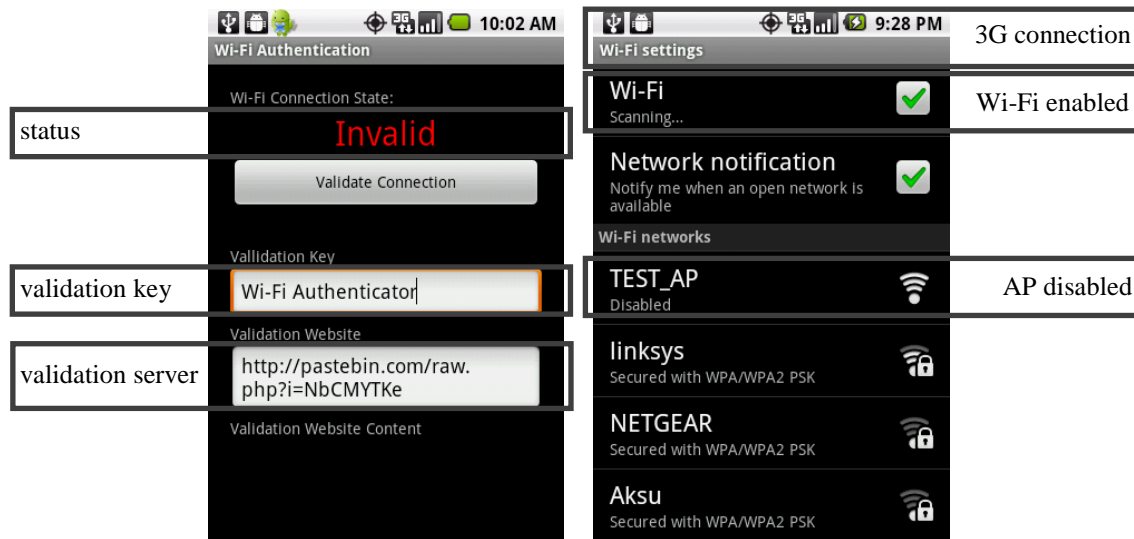 3G
10:02 AM
Wi-Fi Authentication
Wi-Fi Connection State:
status
Invalid
Validate Connection
Vallidation Key
validation key
Wi-Fi Authenticator
Validation Website
validation server
http://pastebin.com/raw.
php?i=NbCMYTKe
Validation Website Content
3G
9:28 PM
3G connection
Wi-Fi settings
Wi-Fi
Wi-Fi enabled
Scanning...
Network notification
Notify me when an open network is
available
Wi-Fi networks
TEST_AP
AP disabled
Disabled
linksys
Secured with WPA/WPA2 PSK
NETGEAR
Secured with WPA/WPA2 PSK
Aksu
Secured with WPA/WPA2 PSK